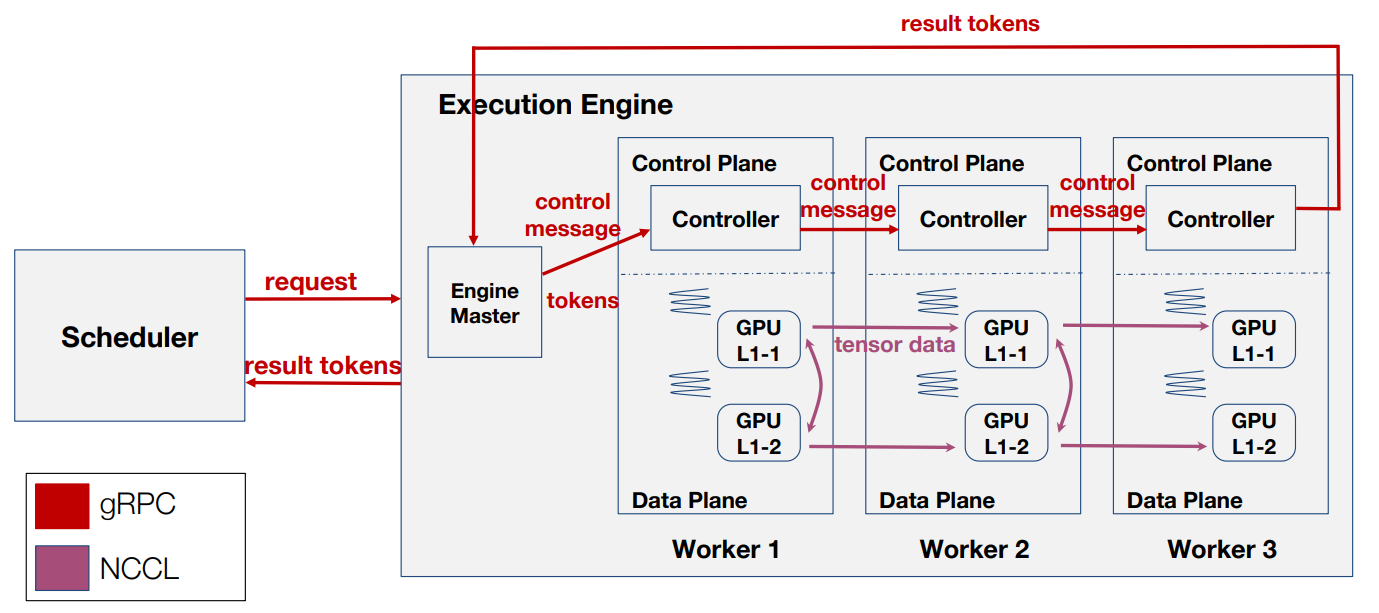 result tokens
Execution Engine
Control Plane
Control Plane
Control Plane
control
message
Controller
control
message
Controller
control
message
Controller
Engine
Master
tokens
request
Scheduler
result tokens
GPU
L1-1
tensor data
GPU
L1-1
GPU
L1-1
GPU
L1-2
GPU
L1-2
GPU
L1-2
Data Plane
Data Plane
Data Plane
Worker 1
Worker 2
Worker 3
gRPC
NCCL